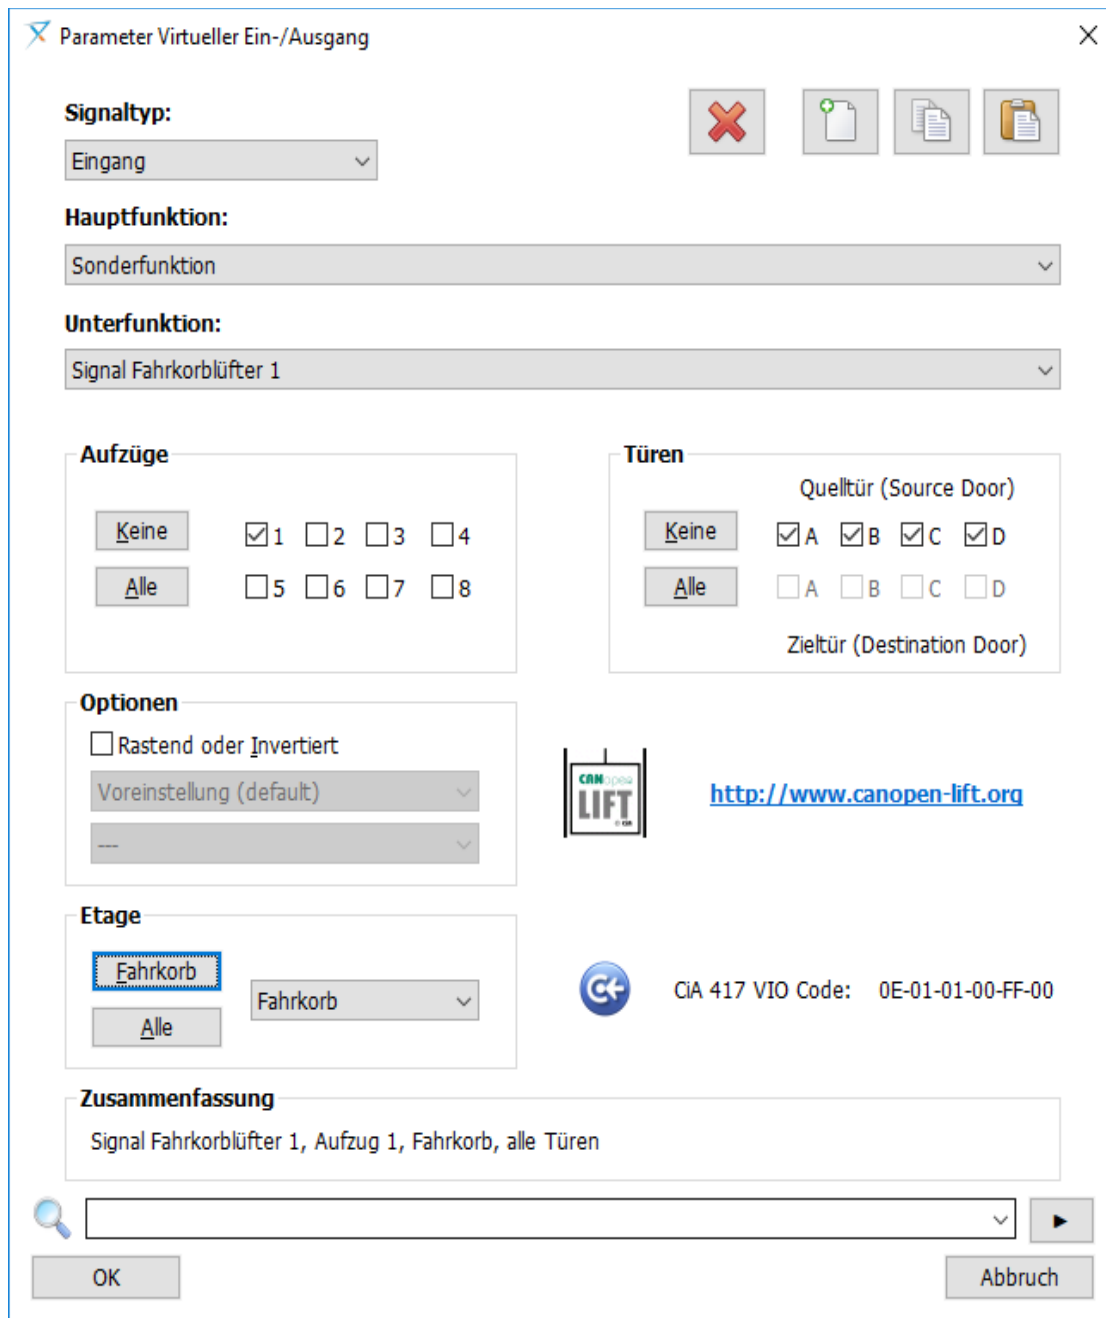 Parameter Virtueller Ein-/Ausgang
Signaltyp:
Eingang
Hauptfunktion:
Sonderfunktion
Unterfunktion:
Signal Fahrkorblüfter 1
Aufzüge
Keine
1 2 3 4
Alle
5 6 7 8
Türen
Quelltür (Source Door)
Keine
A B C D
Alle
A B C D
Zieltür (Destination Door)
Optionen
Rastend oder Invertiert
Voreinstellung (default)
---
CANopen
LIFT
© CiA
http://www.canopen-lift.org
Etage
Fahrkorb
Alle
Fahrkorb
CiA 417 VIO Code: 0E-01-01-00-FF-00
Zusammenfassung
Signal Fahrkorblüfter 1, Aufzug 1, Fahrkorb, alle Türen
OK
Abbruch